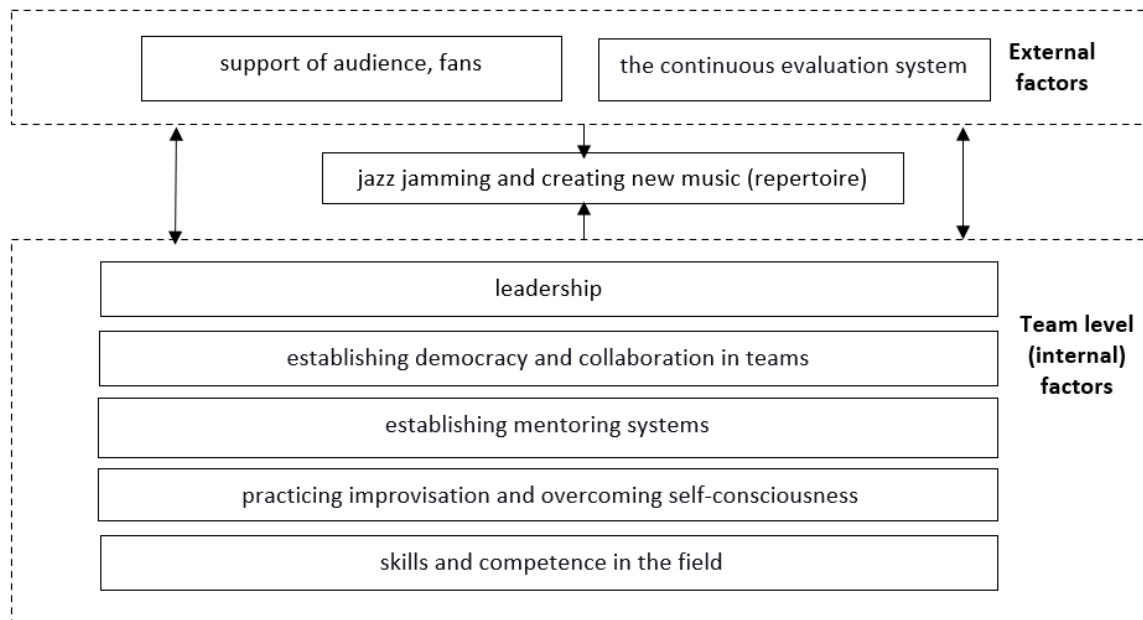 support of audience, fans
the continuous evaluation system
External
factors
jazz jamming and creating new music (repertoire)
leadership
establishing democracy and collaboration in teams
establishing mentoring systems
practicing improvisation and overcoming self-consciousness
skills and competence in the field
Team level
(internal)
factors